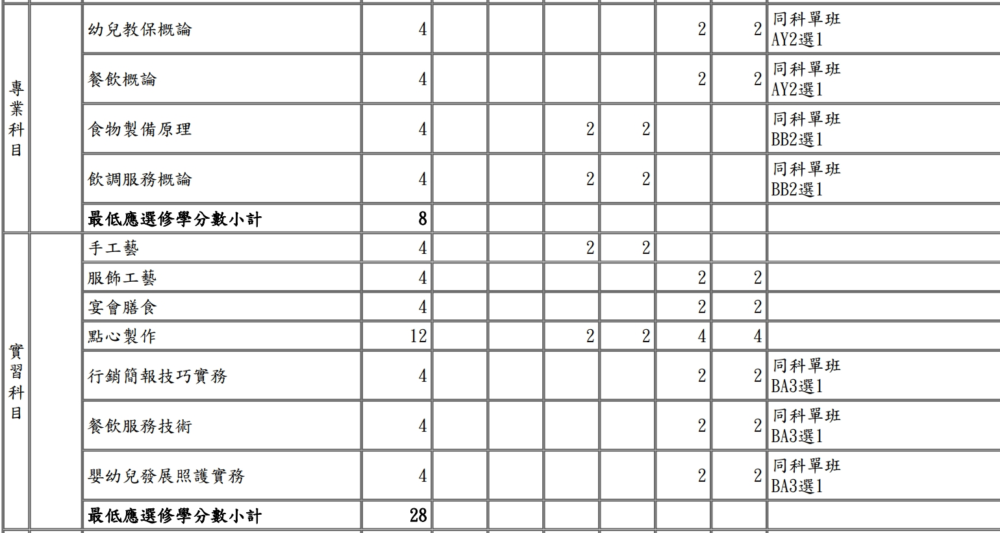 專業科目
幼兒教保概論 4 2 2 同科單班
AY2選1
餐飲概論 4 2 2 同科單班
AY2選1
食物製備原理 4 2 2 同科單班
BB2選1
飲調服務概論 4 2 2 同科單班
BB2選1
最低應選修學分數小計 8
實習科目
手工藝 4 2 2
服飾工藝 4 2 2
宴會膳食 4 2 2
點心製作 12 2 2 4 4
行銷簡報技巧實務 4 2 2 同科單班
BA3選1
餐飲服務技術 4 2 2 同科單班
BA3選1
嬰幼兒發展照護實務 4 2 2 同科單班
BA3選1
最低應選修學分數小計 28